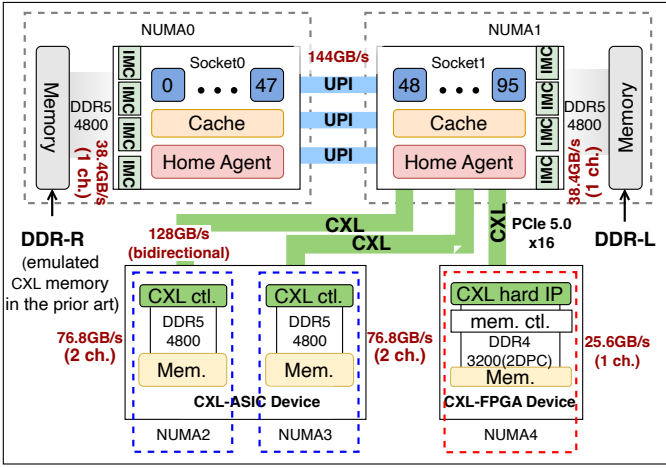 NUMA0
NUMA1
Memory
DDR5
4800
38.4GB/s
(1 ch.)
IMC
IMC
IMC
IMC
Socket0
0
47
Cache
Home Agent
144GB/s
UPI
UPI
UPI
Socket1
48
95
Cache
Home Agent
IMC
IMC
IMC
IMC
DDR5
4800
38.4GB/s
(1 ch.)
Memory
DDR-R
(emulated
CXL memory
in the prior art)
128GB/s
(bidirectional)
CXL
CXL
CXL
PCIe 5.0
x16
DDR-L
76.8GB/s
(2 ch.)
CXL ctl.
DDR5
4800
Mem.
CXL ctl.
DDR5
4800
Mem.
76.8GB/s
(2 ch.)
CXL-ASIC Device
NUMA2
NUMA3
CXL hard IP
mem. ctl.
DDR4
3200(2DPC)
Mem.
25.6GB/s
(1 ch.)
CXL-FPGA Device
NUMA4